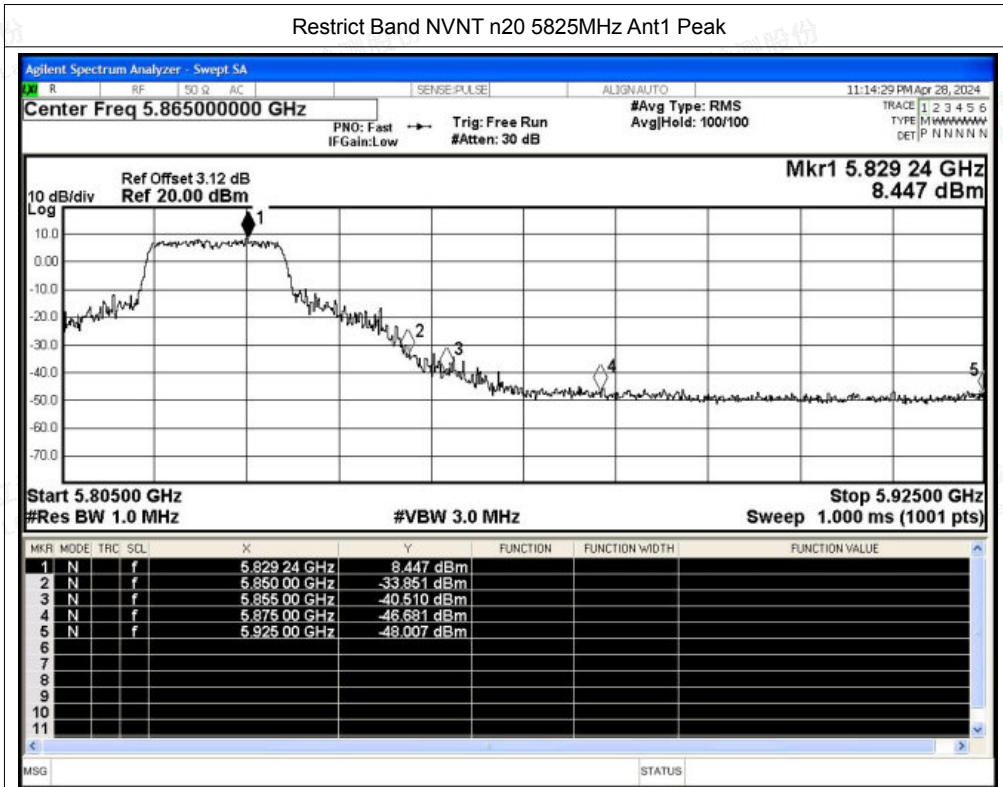 Restrict Band NVNT n20 5825MHz Ant1 Peak
Agilent Spectrum Analyzer - Swept SA
LXI R RF 50 Ω AC SENSE:PULSE ALIGNAUTO 11:14:29 PM Apr 28, 2024
Center Freq 5.865000000 GHz #Avg Type: RMS TRACE 1 2 3 4 5 6
PNO: Fast Trig: Free Run Avg|Hold: 100/100 TYPE M WWWWW
IFGain:Low #Atten: 30 dB DET P N N N N N
Mkr1 5.829 24 GHz
Ref Offset 3.12 dB
10 dB/div Ref 20.00 dBm 8.447 dBm
Log
1
10.0
0.00
-10.0
-20.0
2
-30.0
3
-40.0
4
5
-50.0
-60.0
-70.0
Start 5.80500 GHz Stop 5.92500 GHz
#Res BW 1.0 MHz #VBW 3.0 MHz Sweep 1.000 ms (1001 pts)
MKR MODE TRC SCL X Y FUNCTION FUNCTION WIDTH FUNCTION VALUE
1 N f 5.829 24 GHz 8.447 dBm
2 N f 5.850 00 GHz -33.851 dBm
3 N f 5.855 00 GHz -40.510 dBm
4 N f 5.875 00 GHz -46.681 dBm
5 N f 5.925 00 GHz -48.007 dBm
6
7
8
9
10
11
MSG STATUS